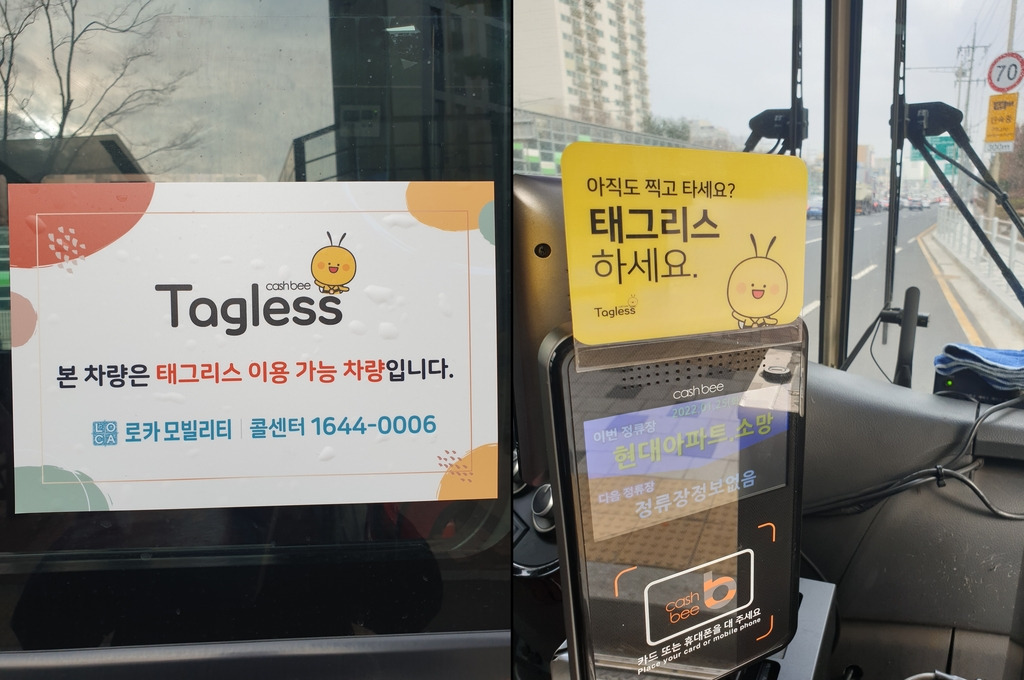 cashbee
Tagless
본 차량은 태그리스 이용 가능 차량입니다.
LOCA 로카 모빌리티 | 콜센터 1644-0006
아직도 찍고 타세요?
태그리스
하세요.
Tagless
cashbee
이번 정류장
현대아파트.소망
다음 정류장
정류장정보없음
cash
bee
b
카드 또는 휴대폰을 대 주세요
Place your card or mobile phone
70
300m